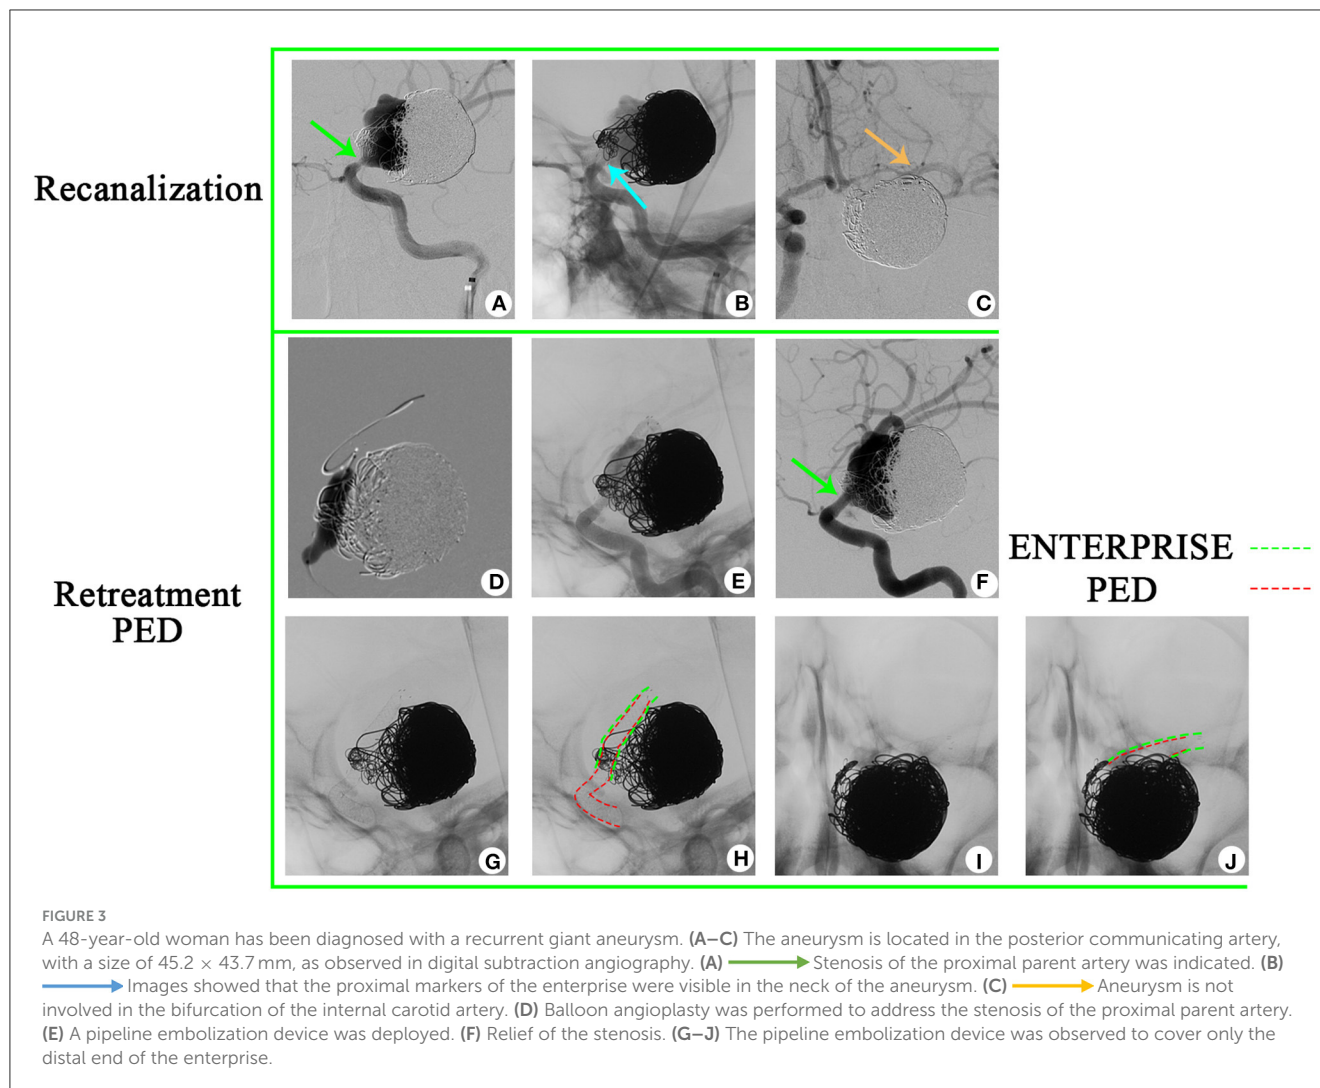 Recanalization
A
B
C
D
E
F
ENTERPRISE
PED
Retreatment
PED
G
H
I
J
FIGURE 3
A 48-year-old woman has been diagnosed with a recurrent giant aneurysm. (A–C) The aneurysm is located in the posterior communicating artery,
with a size of 45.2 × 43.7 mm, as observed in digital subtraction angiography. (A) Stenosis of the proximal parent artery was indicated. (B)
Images showed that the proximal markers of the enterprise were visible in the neck of the aneurysm. (C) Aneurysm is not
involved in the bifurcation of the internal carotid artery. (D) Balloon angioplasty was performed to address the stenosis of the proximal parent artery.
(E) A pipeline embolization device was deployed. (F) Relief of the stenosis. (G–J) The pipeline embolization device was observed to cover only the
distal end of the enterprise.